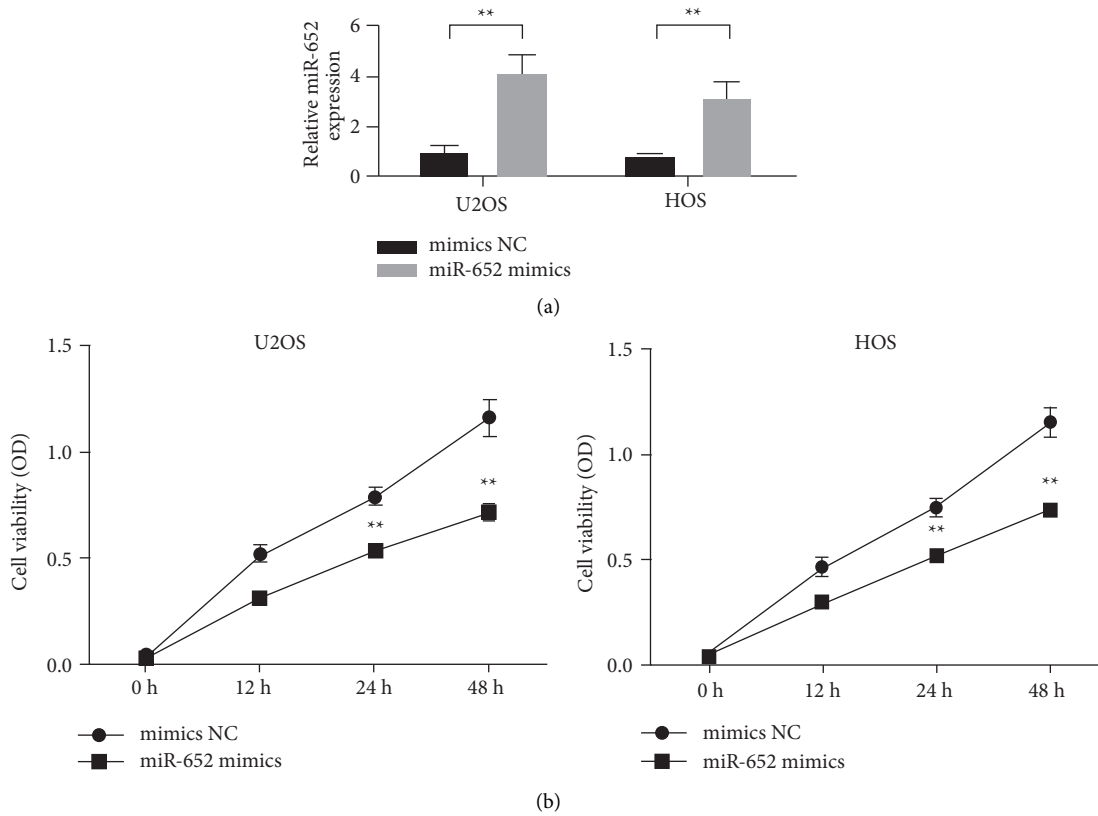 **
**
6
4
2
0
Relative miR-652
expression
U2OS
HOS
mimics NC
miR-652 mimics
(a)
U2OS
1.5
1.0
0.5
0.0
Cell viability (OD)
**
**
0 h
12 h
24 h
48 h
mimics NC
miR-652 mimics
HOS
1.5
1.0
0.5
0.0
Cell viability (OD)
**
**
0 h
12 h
24 h
48 h
mimics NC
miR-652 mimics
(b)